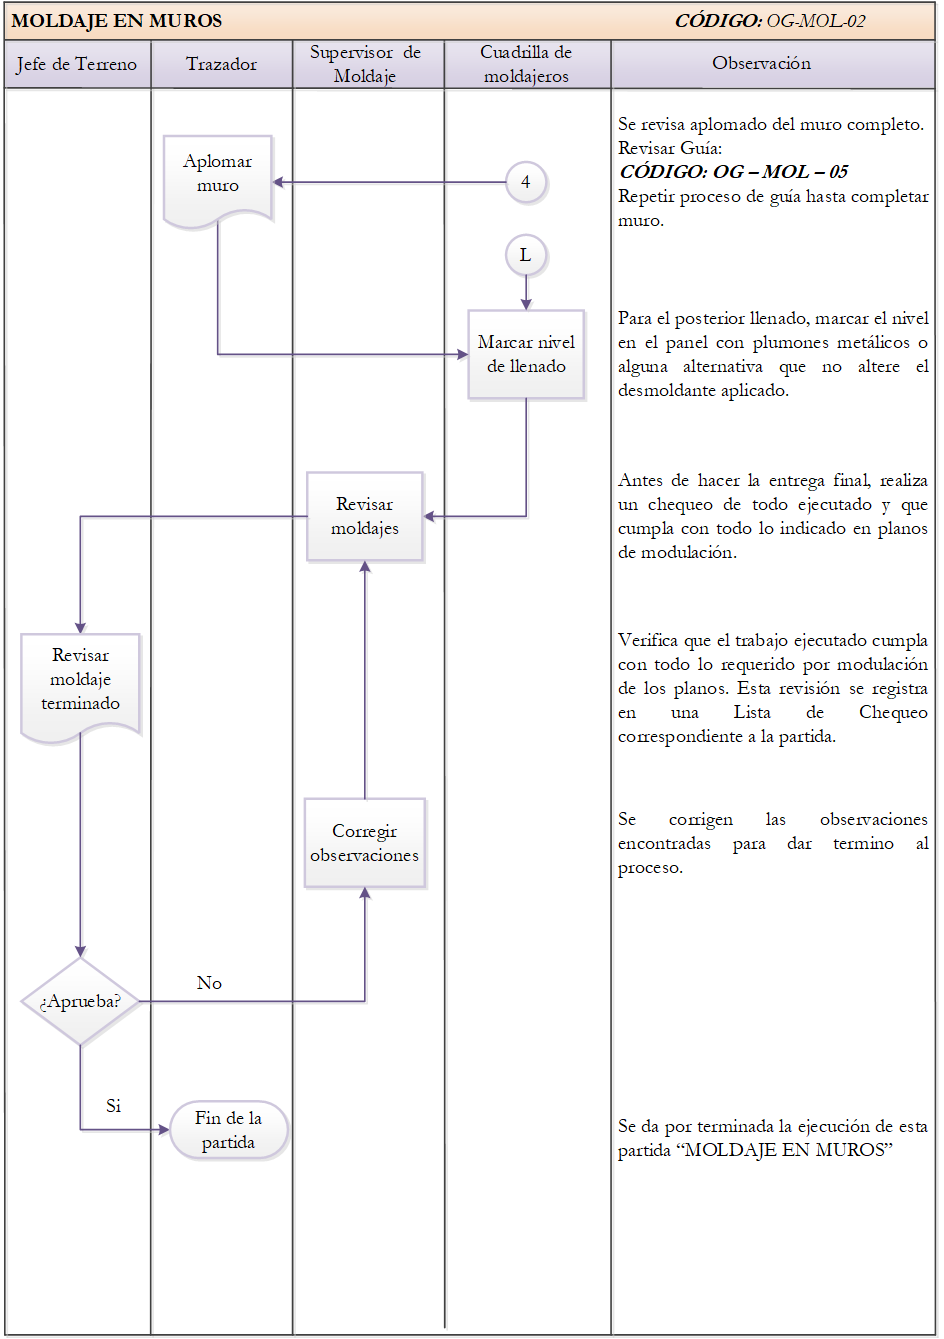 MOLDAJE EN MUROS
CÓDIGO: OG-MOL-02
Jefe de Terreno
Trazador
Supervisor de
Moldaje
Cuadrilla de
moldajeros
Observación
Aplomar
muro
4
Se revisa aplomado del muro completo.
Revisar Guía:
CÓDIGO: OG – MOL – 05
Repetir proceso de guía hasta completar
muro.
L
Marcar nivel
de llenado
Para el posterior llenado, marcar el nivel
en el panel con plumones metálicos o
alguna alternativa que no altere el
desmoldante aplicado.
Revisar
moldajes
Antes de hacer la entrega final, realiza
un chequeo de todo ejecutado y que
cumpla con todo lo indicado en planos
de modulación.
Revisar
moldaje
terminado
Verifica que el trabajo ejecutado cumpla
con todo lo requerido por modulación
de los planos. Esta revisión se registra
en una Lista de Chequeo
correspondiente a la partida.
Corregir
observaciones
Se corrigen las observaciones
encontradas para dar termino al
proceso.
¿Aprueba?
No
Si
Fin de la
partida
Se da por terminada la ejecución de esta
partida “MOLDAJE EN MUROS”